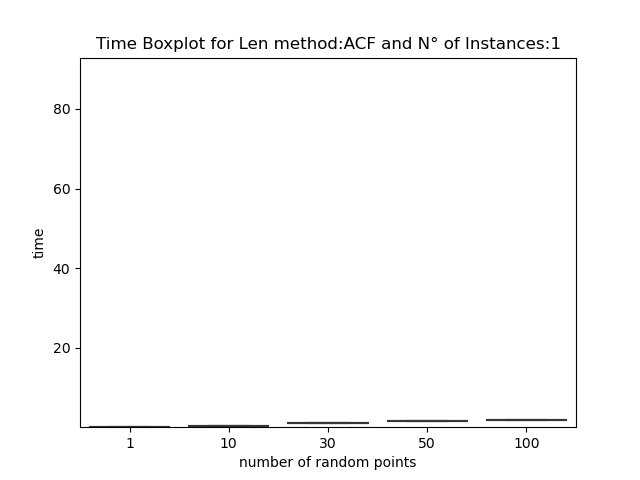 Time Boxplot for Len method:ACF and N° of Instances:1
80
60
40
20
time
1 10 30 50 100
number of random points